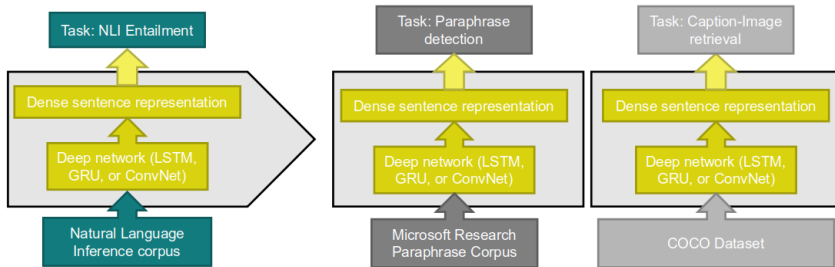 Task: NLI Entailment
Dense sentence representation
Deep network (LSTM,
GRU, or ConvNet)
Natural Language
Inference corpus
Task: Paraphrase
detection
Dense sentence representation
Deep network (LSTM,
GRU, or ConvNet)
Microsoft Research
Paraphrase Corpus
Task: Caption-Image
retrieval
Dense sentence representation
Deep network (LSTM,
GRU, or ConvNet)
COCO Dataset